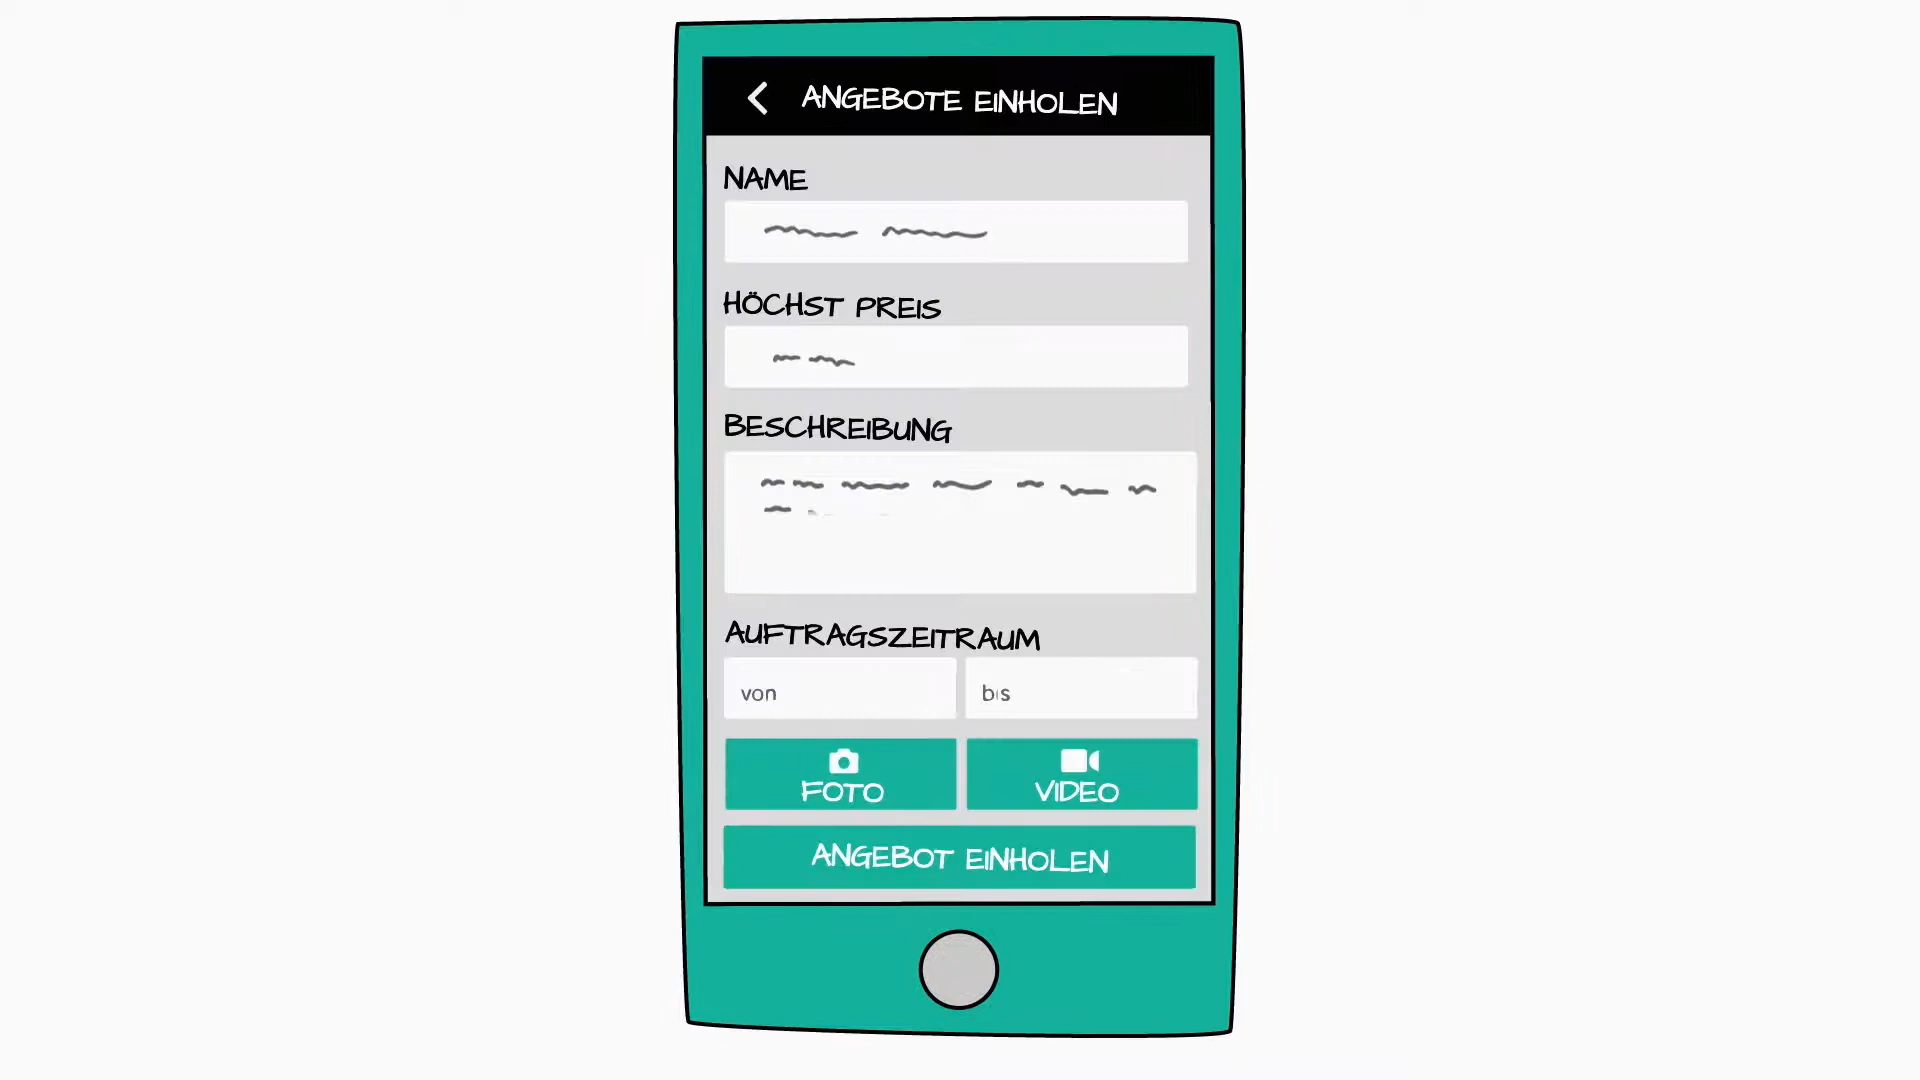 ANGEBOTE EINHOLEN
NAME
HÖCHST PREIS
BESCHREIBUNG
AUFTRAGSZEITRAUM
von bis
FOTO VIDEO
ANGEBOT EINHOLEN